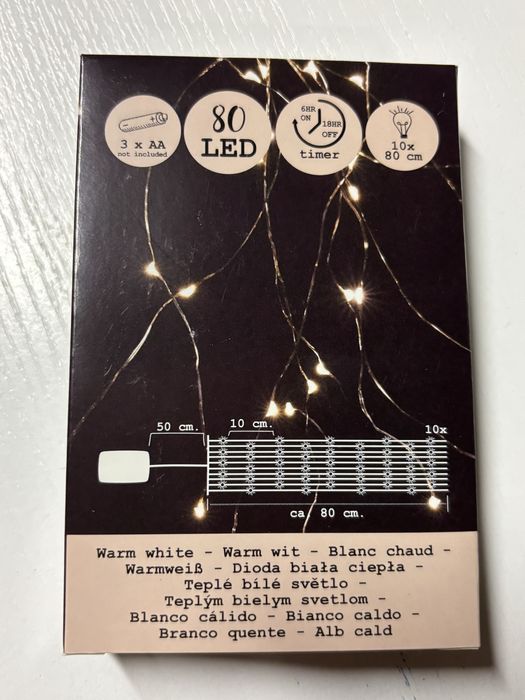 3 x AA
not included
80
LED
6HR
ON
18HR
OFF
timer
10x
80 cm
50 cm.
10 cm.
10x
ca. 80 cm.
Warm white - Warm wit - Blanc chaud -
Warmweiß - Dioda biała ciepła -
Teplé bílé světlo -
Teplým bielym svetlom -
Blanco cálido - Bianco caldo -
Branco quente - Alb cald